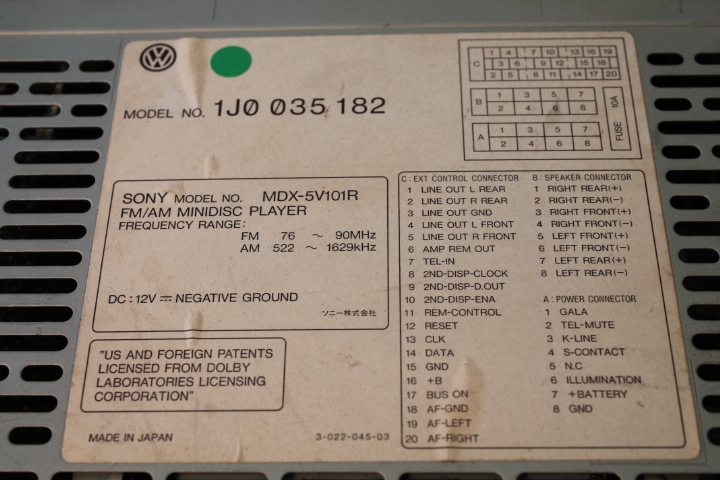 VW
MODEL NO. 1J0 035 182
C 1 4 7 10 13 16 19
3 6 9 12 15 18
2 5 8 11 14 17 20
B 1 3 5 7
2 4 6 8
A 1 3 5 7
2 4 6 8
FUSE 10A
SONY MODEL NO. MDX-5V101R
FM/AM MINIDISC PLAYER
FREQUENCY RANGE:
FM 76 ~ 90MHz
AM 522 ~ 1629kHz
DC : 12V ⎓ NEGATIVE GROUND
ソニー株式会社
"US AND FOREIGN PATENTS
LICENSED FROM DOLBY
LABORATORIES LICENSING
CORPORATION"
MADE IN JAPAN
3-022-045-03
C : EXT CONTROL CONNECTOR
1 LINE OUT L REAR
2 LINE OUT R REAR
3 LINE OUT GND
4 LINE OUT L FRONT
5 LINE OUT R FRONT
6 AMP REM OUT
7 TEL-IN
8 2ND-DISP-CLOCK
9 2ND-DISP-D.OUT
10 2ND-DISP-ENA
11 REM-CONTROL
12 RESET
13 CLK
14 DATA
15 GND
16 +B
17 BUS ON
18 AF-GND
19 AF-LEFT
20 AF-RIGHT
B : SPEAKER CONNECTOR
1 RIGHT REAR(+)
2 RIGHT REAR(-)
3 RIGHT FRONT(+)
4 RIGHT FRONT(-)
5 LEFT FRONT(+)
6 LEFT FRONT(-)
7 LEFT REAR(+)
8 LEFT REAR(-)
A : POWER CONNECTOR
1 GALA
2 TEL-MUTE
3 K-LINE
4 S-CONTACT
5 N.C
6 ILLUMINATION
7 +BATTERY
8 GND